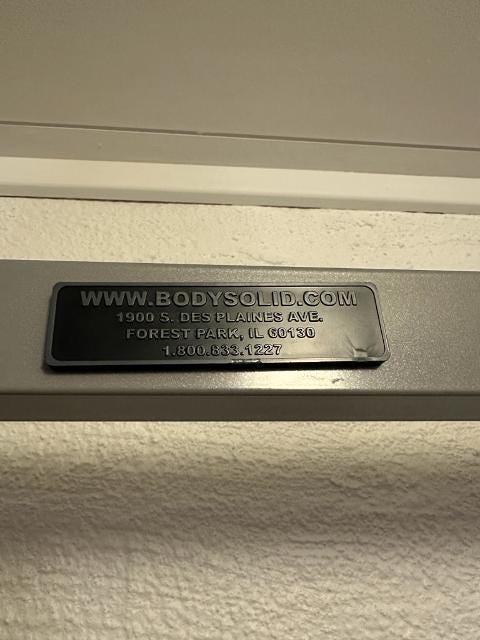 WWW.BODYSOLID.COM
1900 S. DES PLAINES AVE.
FOREST PARK, IL 60130
1.800.833.1227